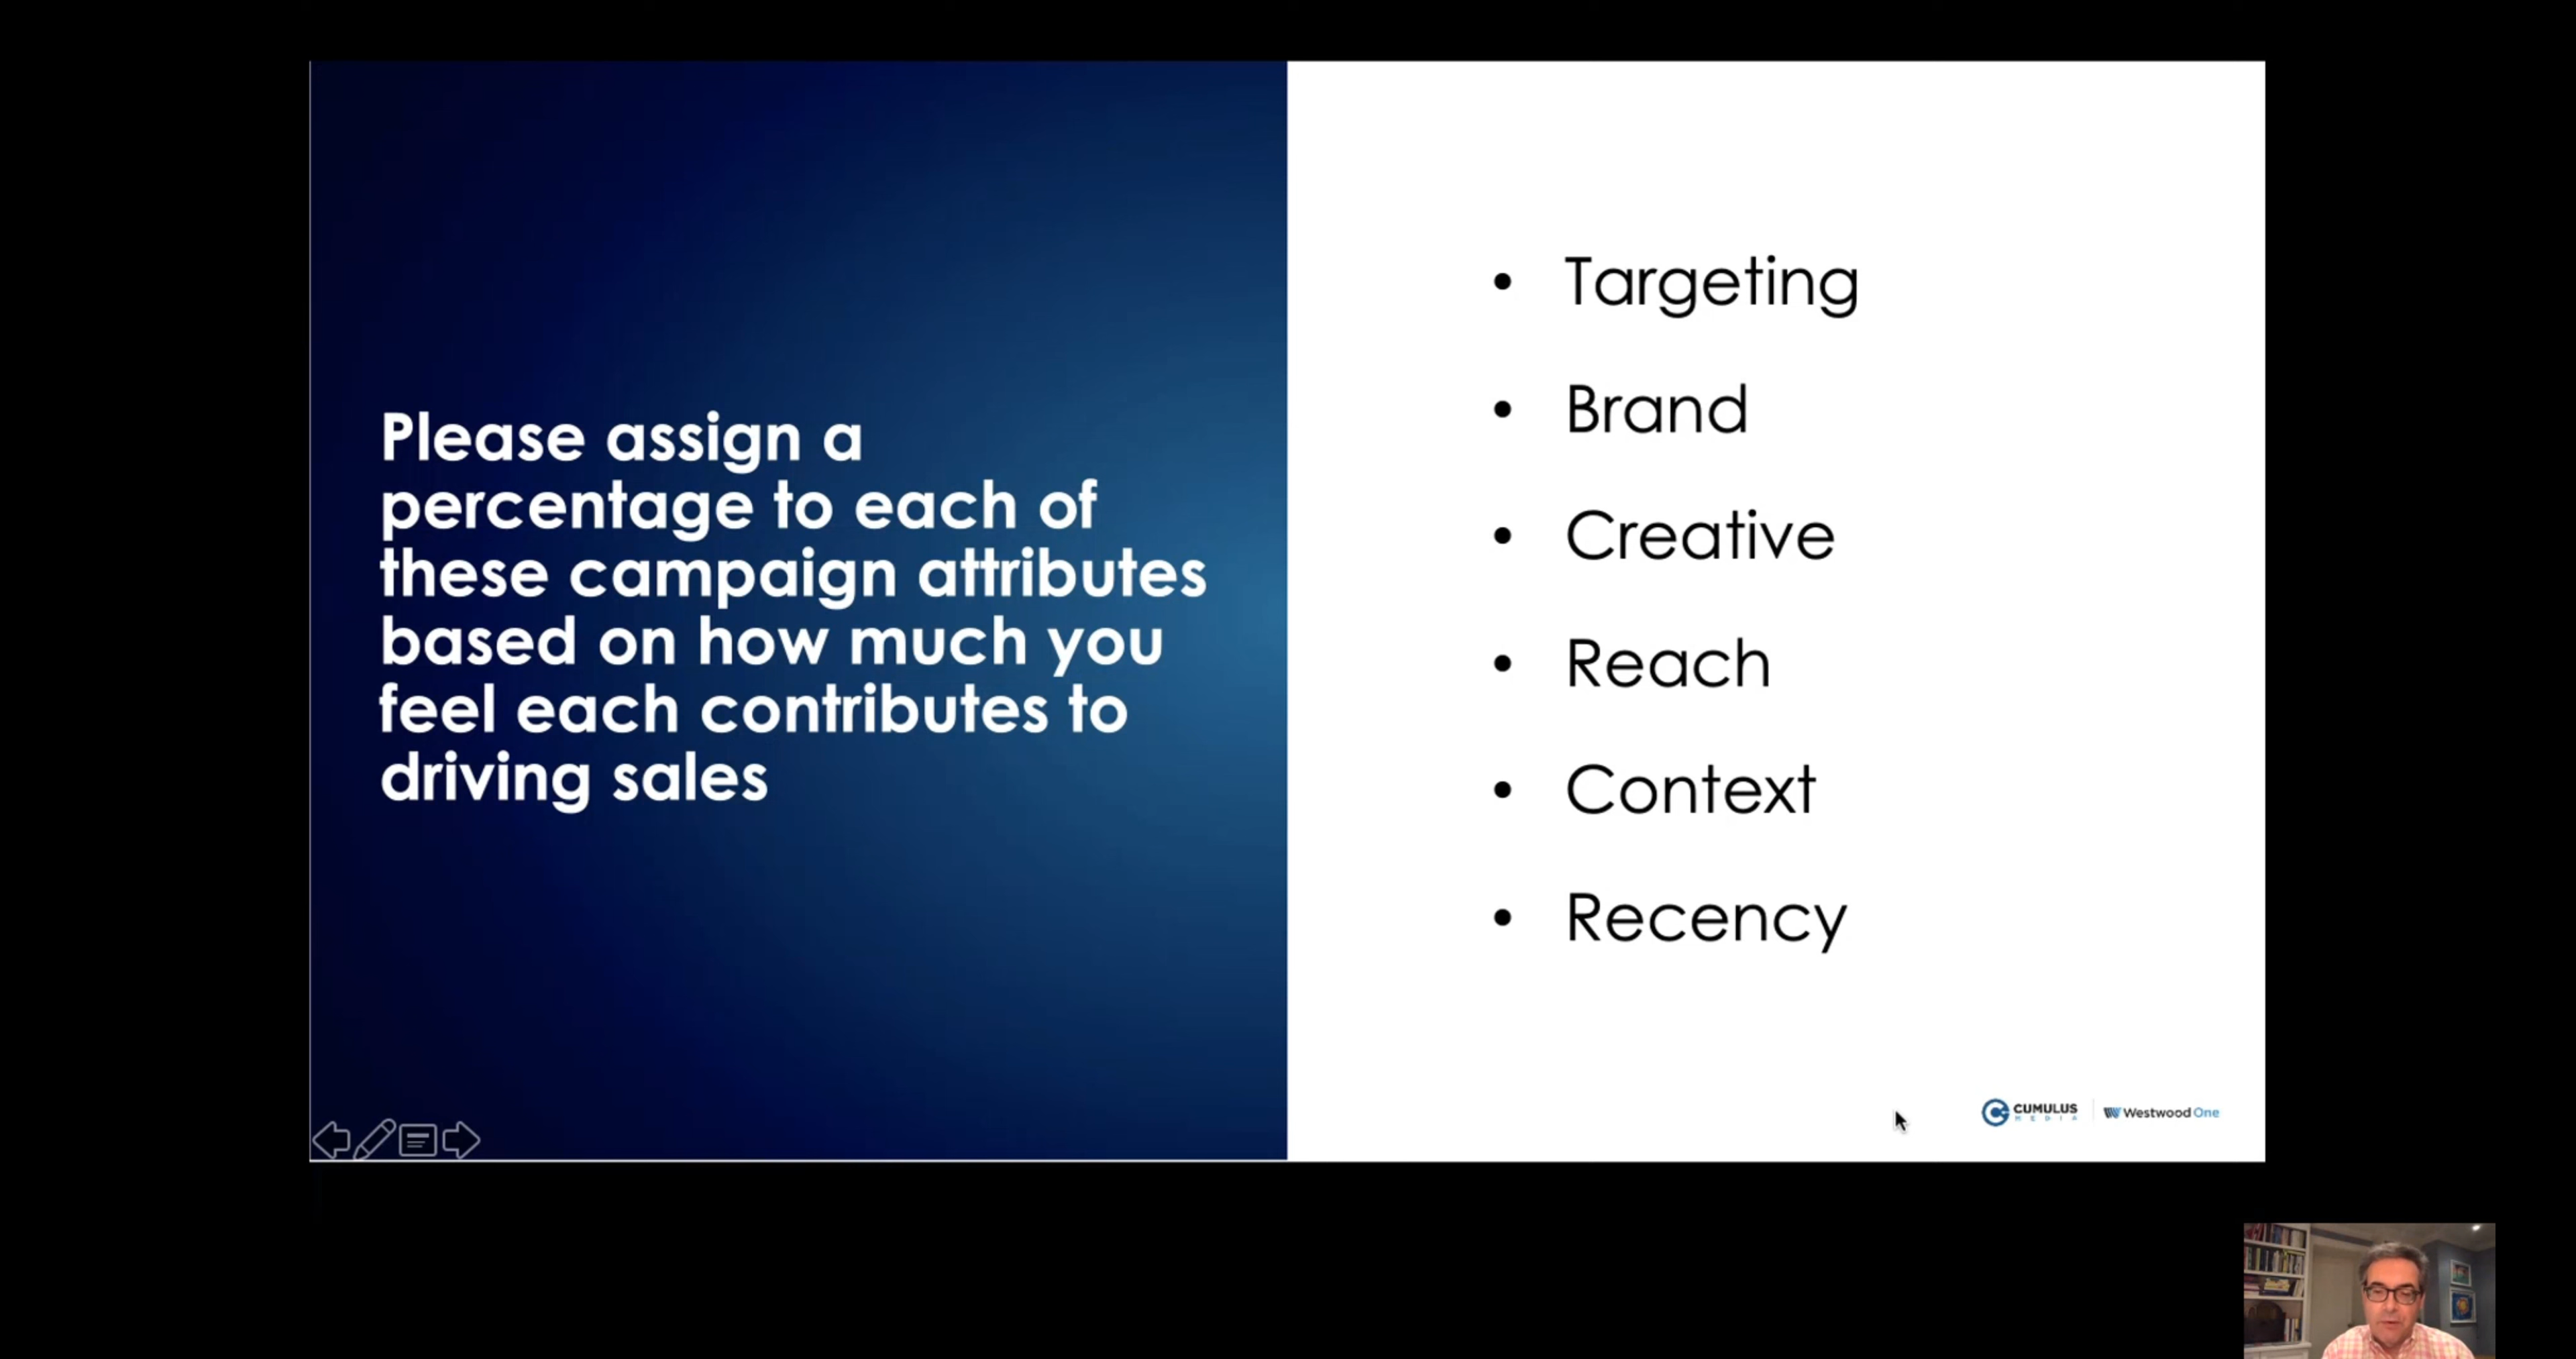 Please assign a
percentage to each of
these campaign attributes
based on how much you
feel each contributes to
driving sales
• Targeting
• Brand
• Creative
• Reach
• Context
• Recency
CUMULUS
MEDIA
Westwood One